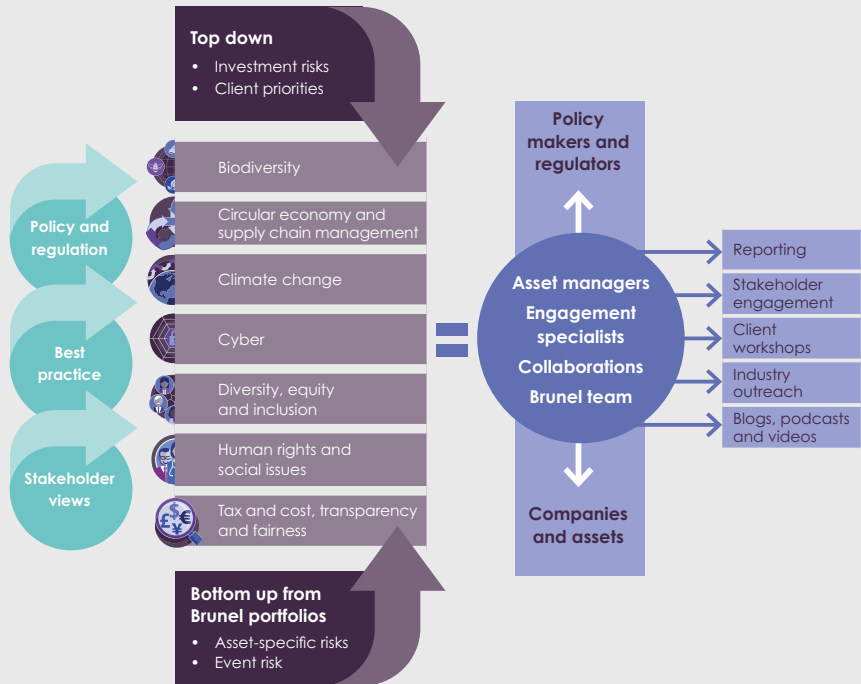 Top down
• Investment risks
• Client priorities
Policy and
regulation
Best
practice
Stakeholder
views
Biodiversity
Circular economy and
supply chain management
Climate change
Cyber
Diversity, equity
and inclusion
Human rights and
social issues
Tax and cost, transparency
and fairness
£ $ € ¥
Bottom up from
Brunel portfolios
• Asset-specific risks
• Event risk
=
Policy
makers and
regulators
Asset managers
Engagement
specialists
Collaborations
Brunel team
Companies
and assets
Reporting
Stakeholder
engagement
Client
workshops
Industry
outreach
Blogs, podcasts
and videos